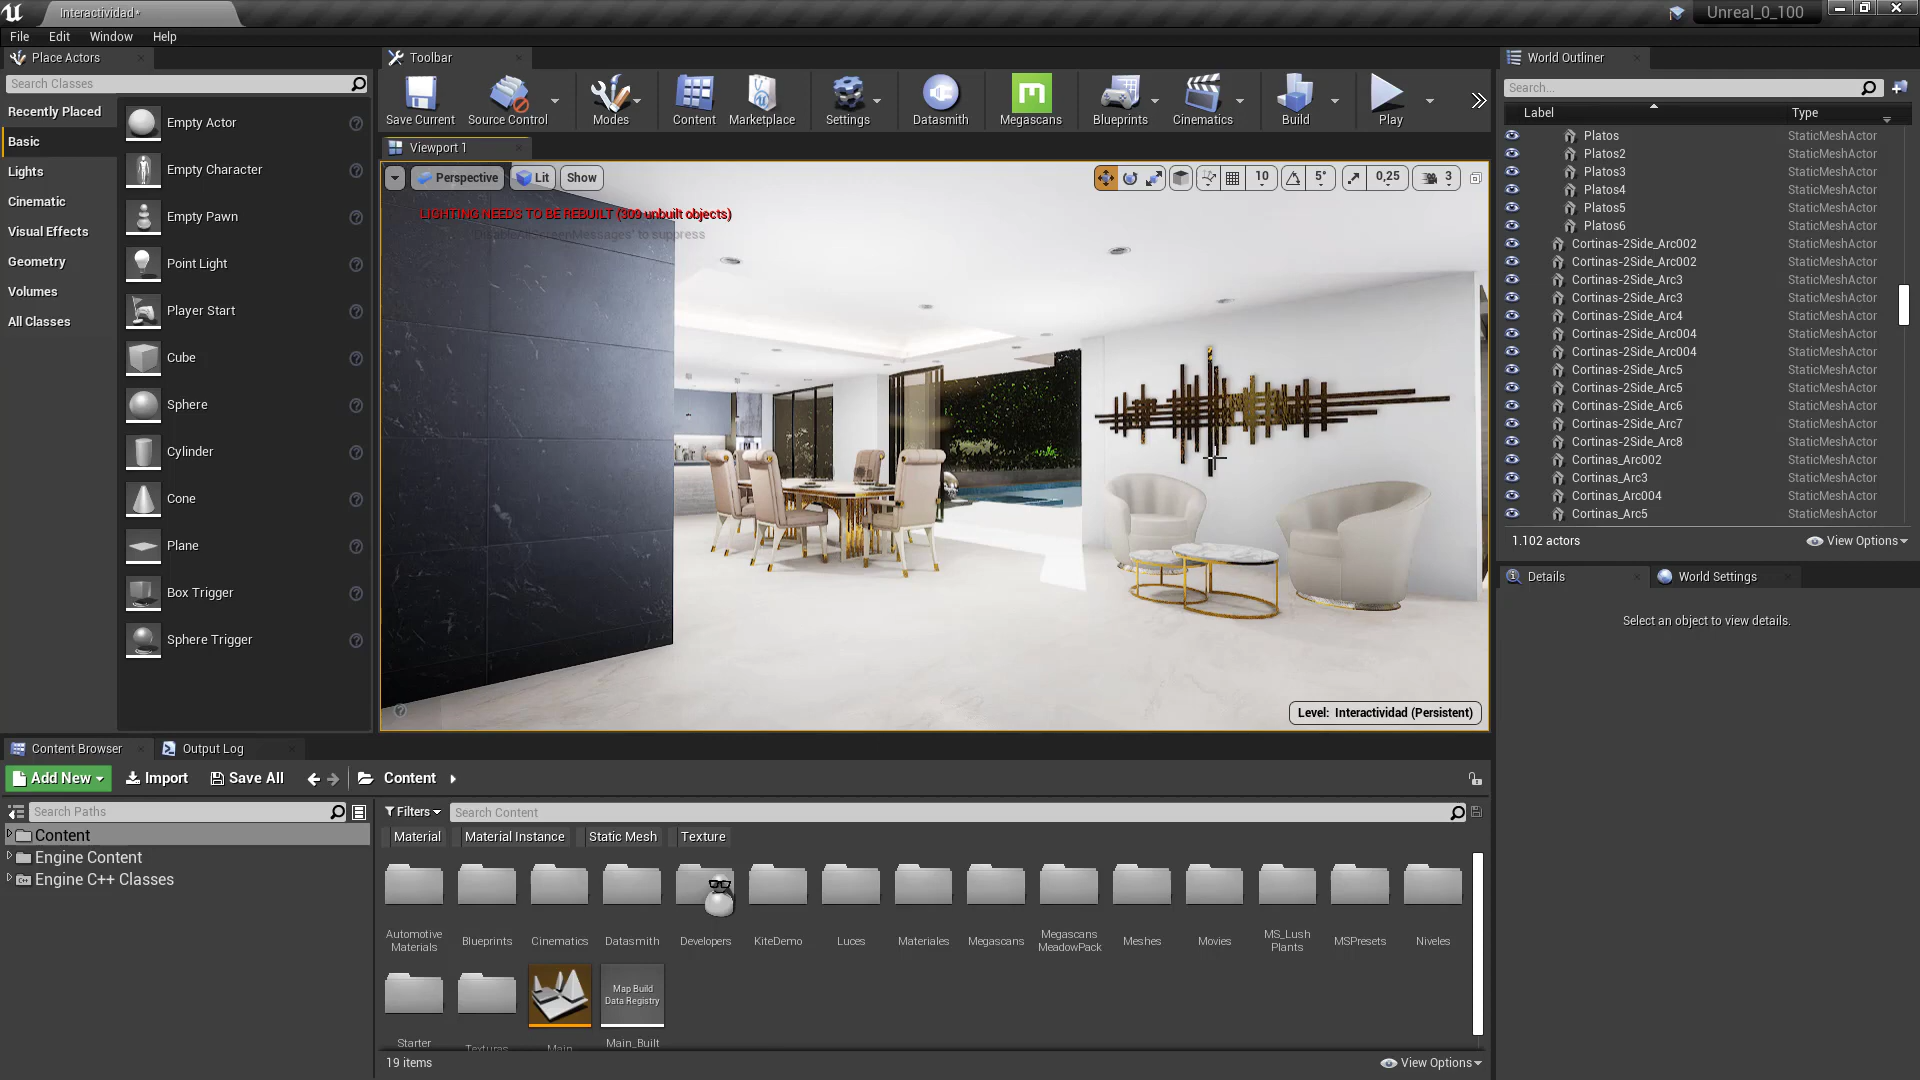 Interactividad*
Unreal_0_100
File
Edit
Window
Help
Place Actors
Toolbar
World Outliner
Search Classes
Recently Placed
Basic
Lights
Cinematic
Visual Effects
Geometry
Volumes
All Classes
Empty Actor
Empty Character
Empty Pawn
Point Light
Player Start
Cube
Sphere
Cylinder
Cone
Plane
Box Trigger
Sphere Trigger
Save Current
Source Control
Modes
Content
Marketplace
Settings
Datasmith
Megascans
Blueprints
Cinematics
Build
Play
Viewport 1
Perspective
Lit
Show
10
5°
0,25
3
LIGHTING NEEDS TO BE REBUILT (309 unbuilt objects)
'DisableAllScreenMessages' to suppress
Level: Interactividad (Persistent)
Search...
Label
Type
Platos StaticMeshActor
Platos2 StaticMeshActor
Platos3 StaticMeshActor
Platos4 StaticMeshActor
Platos5 StaticMeshActor
Platos6 StaticMeshActor
Cortinas-2Side_Arc002 StaticMeshActor
Cortinas-2Side_Arc002 StaticMeshActor
Cortinas-2Side_Arc3 StaticMeshActor
Cortinas-2Side_Arc3 StaticMeshActor
Cortinas-2Side_Arc4 StaticMeshActor
Cortinas-2Side_Arc004 StaticMeshActor
Cortinas-2Side_Arc004 StaticMeshActor
Cortinas-2Side_Arc5 StaticMeshActor
Cortinas-2Side_Arc5 StaticMeshActor
Cortinas-2Side_Arc6 StaticMeshActor
Cortinas-2Side_Arc7 StaticMeshActor
Cortinas-2Side_Arc8 StaticMeshActor
Cortinas_Arc002 StaticMeshActor
Cortinas_Arc3 StaticMeshActor
Cortinas_Arc004 StaticMeshActor
Cortinas_Arc5 StaticMeshActor
1.102 actors
View Options
Details
World Settings
Select an object to view details.
Content Browser
Output Log
Add New
Import
Save All
Content
Search Paths
Content
Engine Content
Engine C++ Classes
Filters
Search Content
Material
Material Instance
Static Mesh
Texture
Automotive
Materials
Blueprints
Cinematics
Datasmith
Developers
KiteDemo
Luces
Materiales
Megascans
Megascans
MeadowPack
Meshes
Movies
MS_Lush
Plants
MSPresets
Niveles
Starter
Texturas
Main
Map Build
Data Registry
Main_Built
19 items
View Options